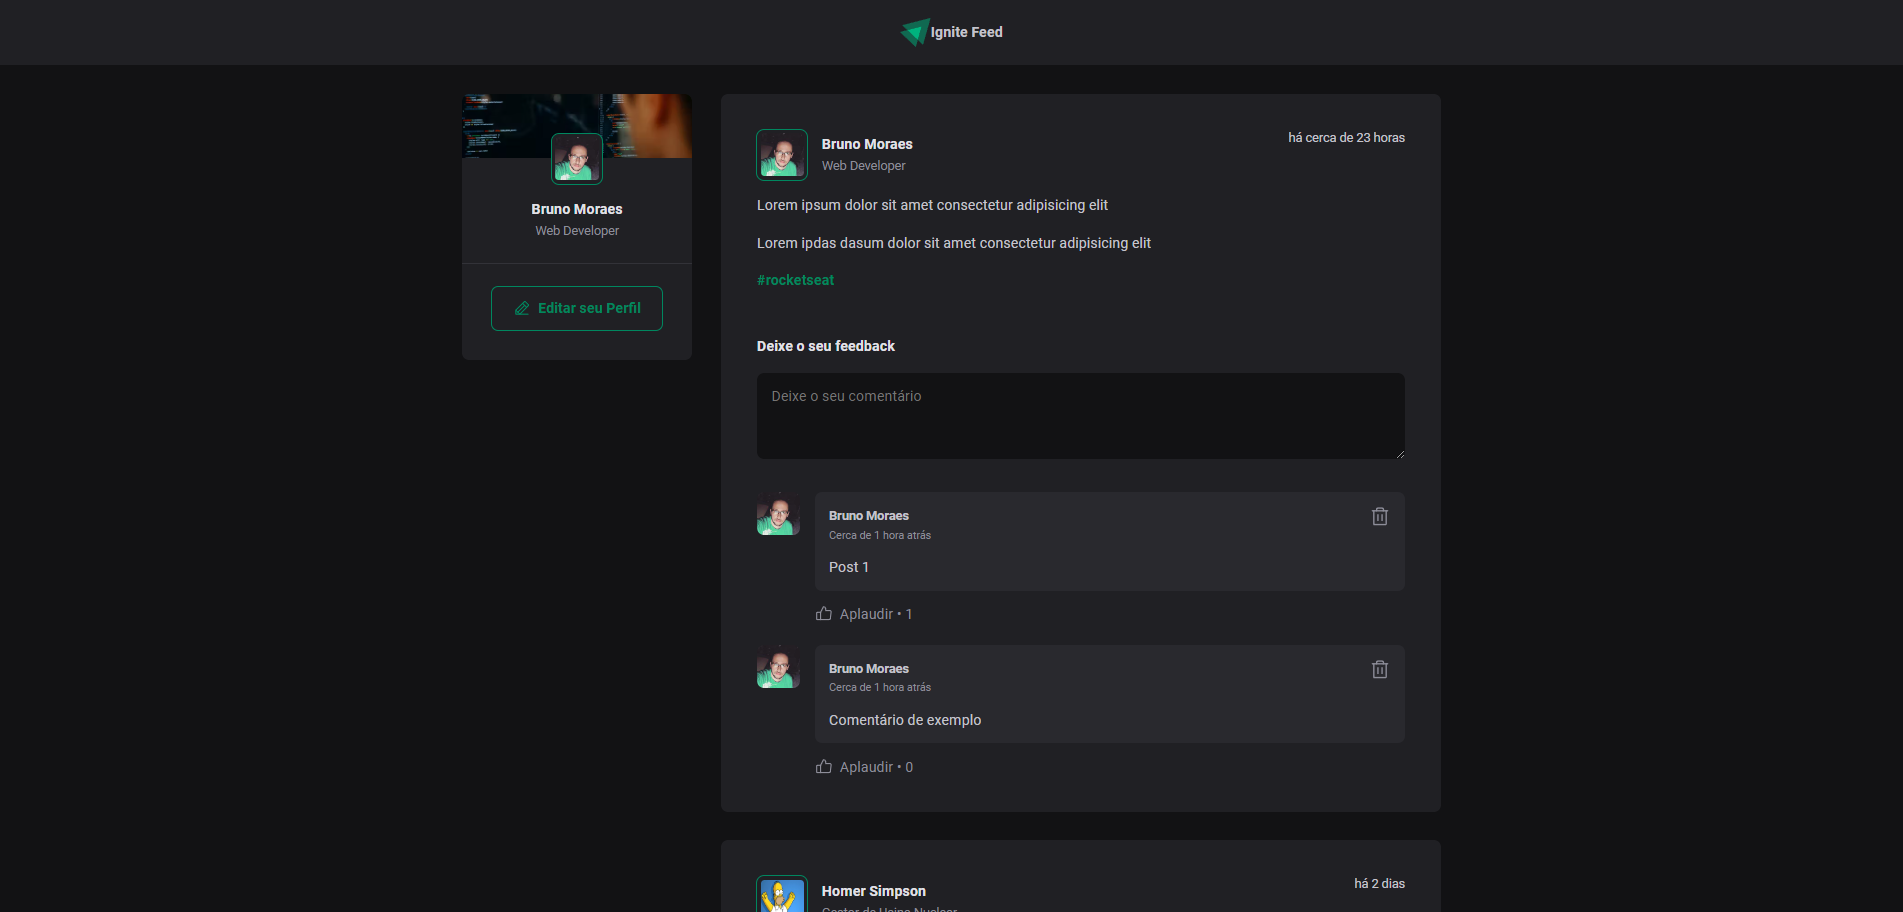 Ignite Feed
Bruno Moraes
Web Developer
Editar seu Perfil
Bruno Moraes
Web Developer
há cerca de 23 horas
Lorem ipsum dolor sit amet consectetur adipisicing elit
Lorem ipdas dasum dolor sit amet consectetur adipisicing elit
#rocketseat
Deixe o seu feedback
Deixe o seu comentário
Bruno Moraes
Cerca de 1 hora atrás
Post 1
Aplaudir • 1
Bruno Moraes
Cerca de 1 hora atrás
Comentário de exemplo
Aplaudir • 0
Homer Simpson
há 2 dias